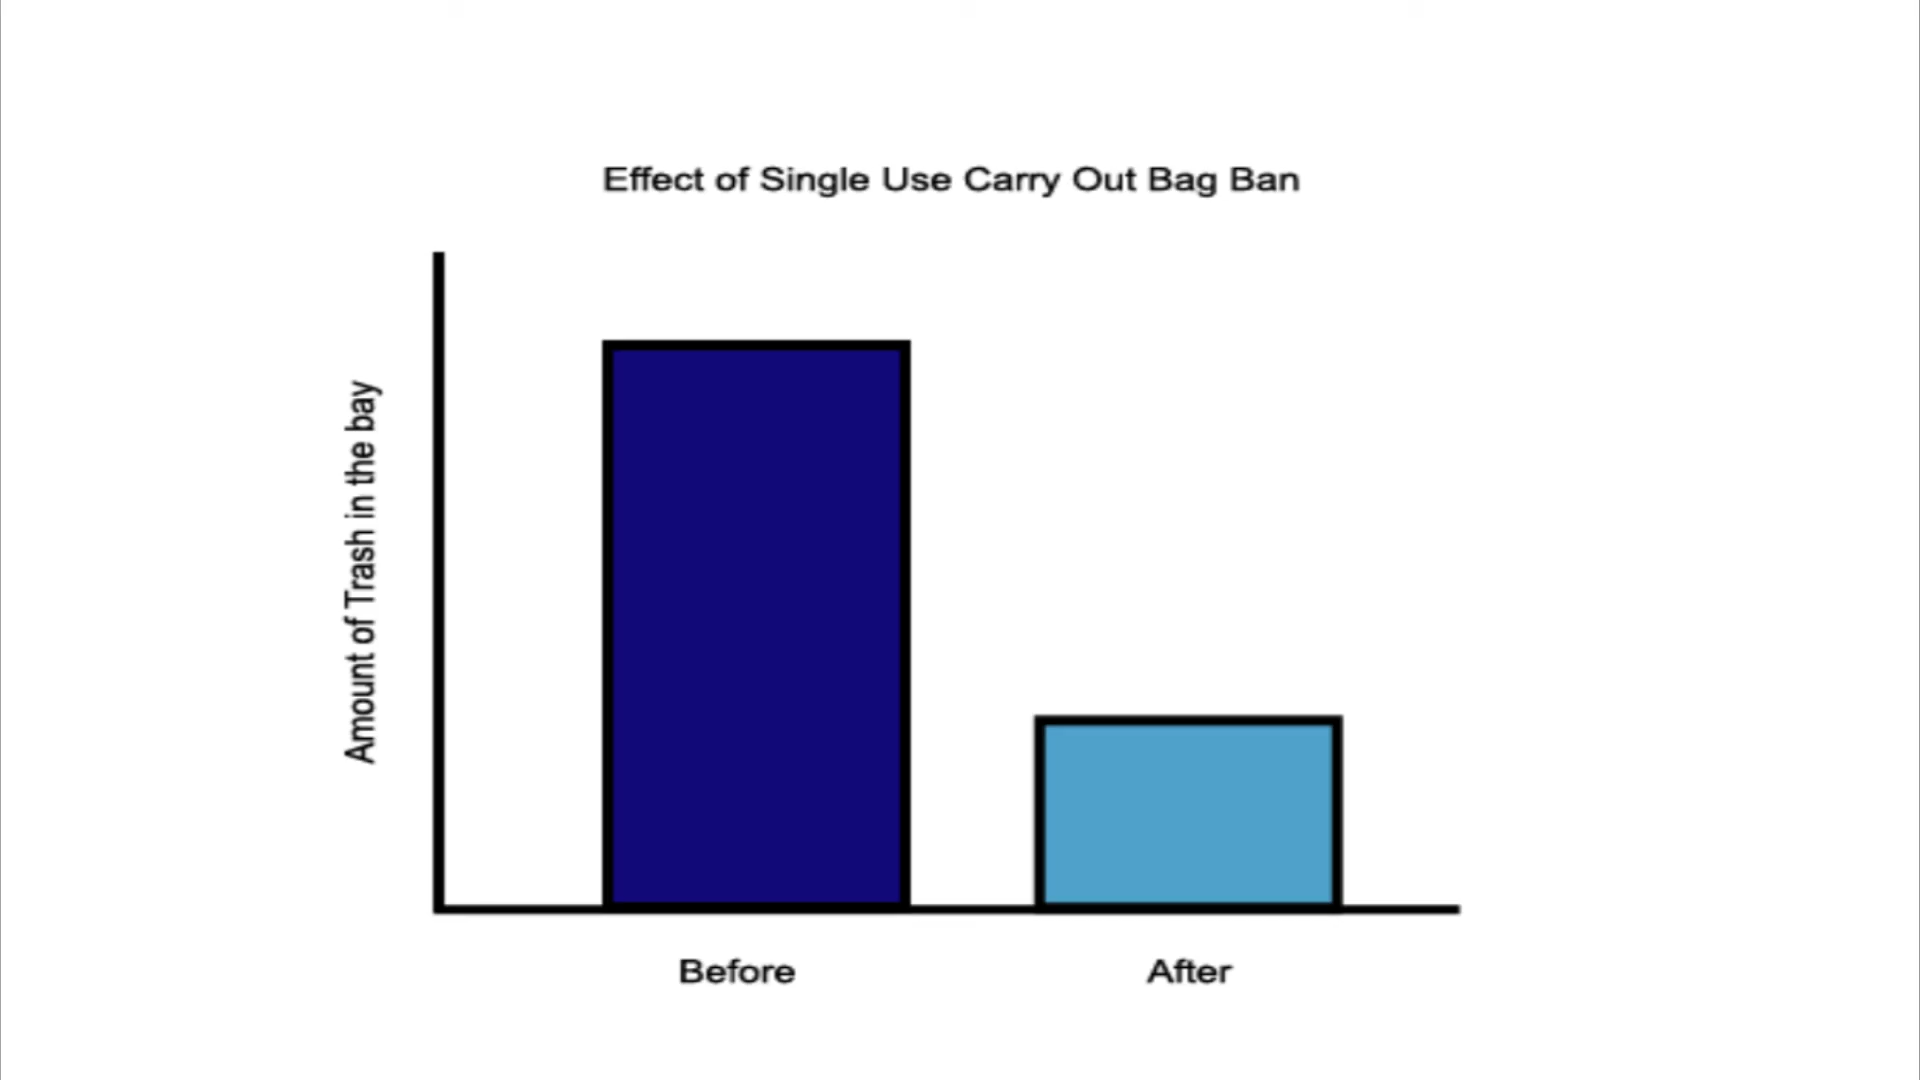 Effect of Single Use Carry Out Bag Ban
Amount of Trash in the bay
Before
After